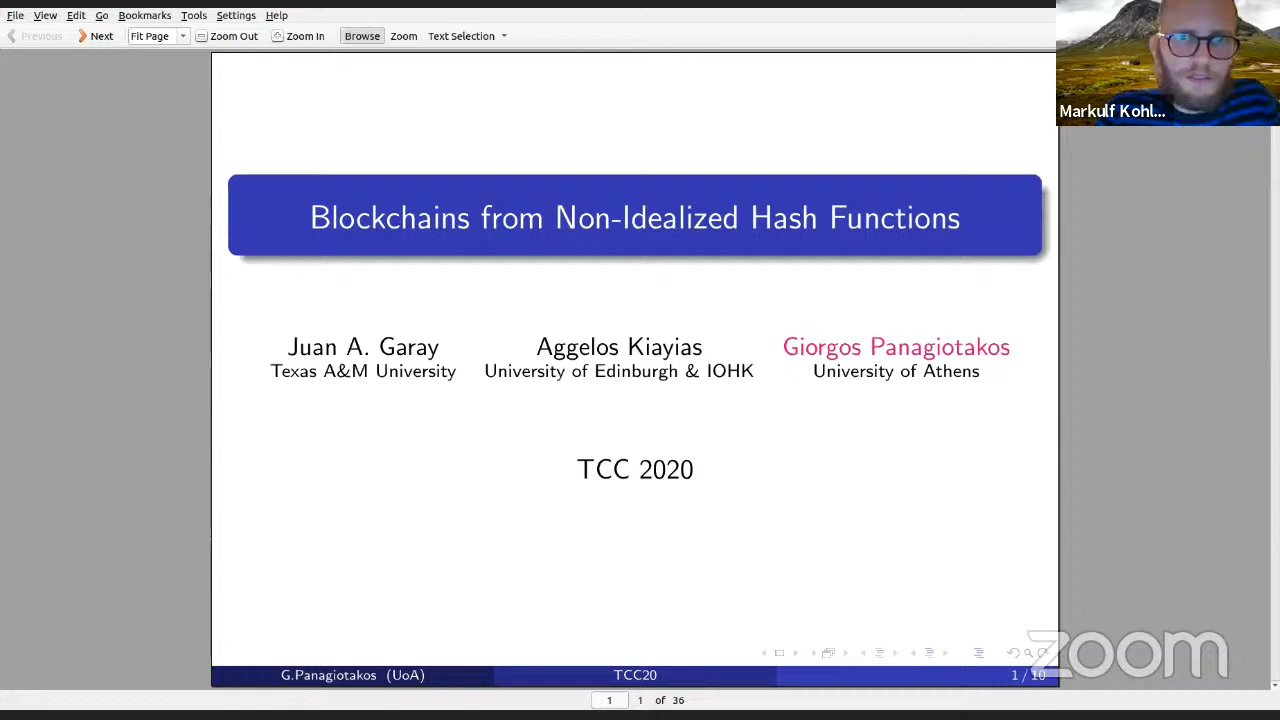 File View Edit Go Bookmarks Tools Settings Help
Previous Next Fit Page Zoom Out Zoom In Browse Zoom Text Selection
Markulf Kohl...
Blockchains from Non-Idealized Hash Functions
Juan A. Garay Aggelos Kiayias Giorgos Panagiotakos
Texas A&M University University of Edinburgh & IOHK University of Athens
TCC 2020
zoom
G.Panagiotakos (UoA) TCC20 1 / 10
1 1 of 36